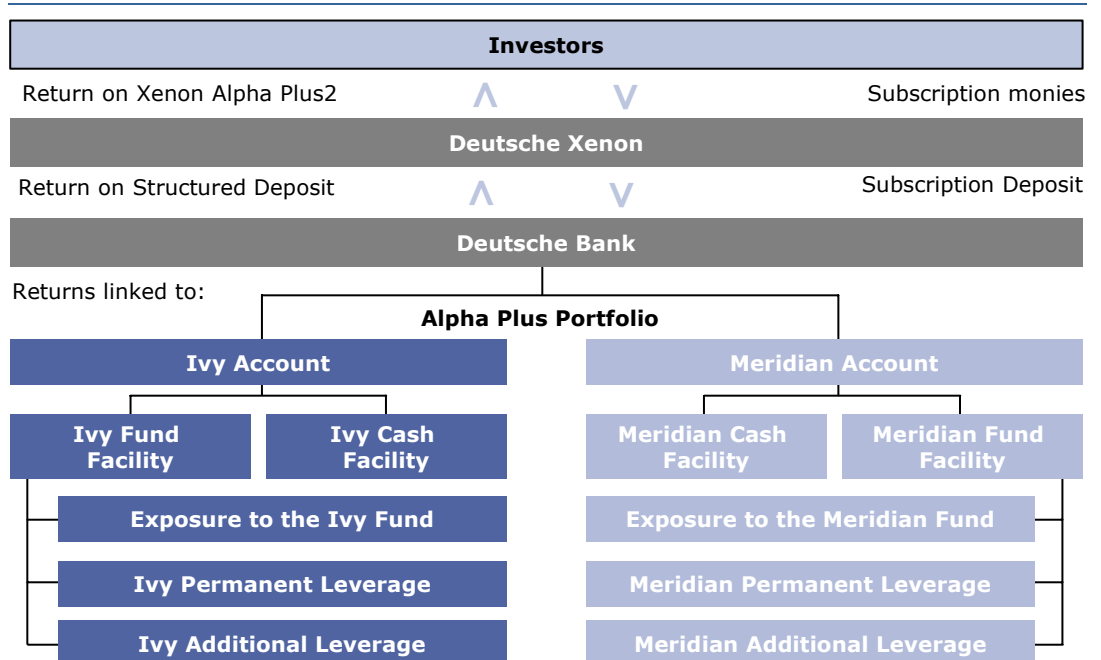 Investors
Return on Xenon Alpha Plus2
Subscription monies
Deutsche Xenon
Return on Structured Deposit
Subscription Deposit
Deutsche Bank
Returns linked to:
Alpha Plus Portfolio
Ivy Account
Meridian Account
Ivy Fund
Facility
Ivy Cash
Facility
Meridian Cash
Facility
Meridian Fund
Facility
Exposure to the Ivy Fund
Exposure to the Meridian Fund
Ivy Permanent Leverage
Meridian Permanent Leverage
Ivy Additional Leverage
Meridian Additional Leverage